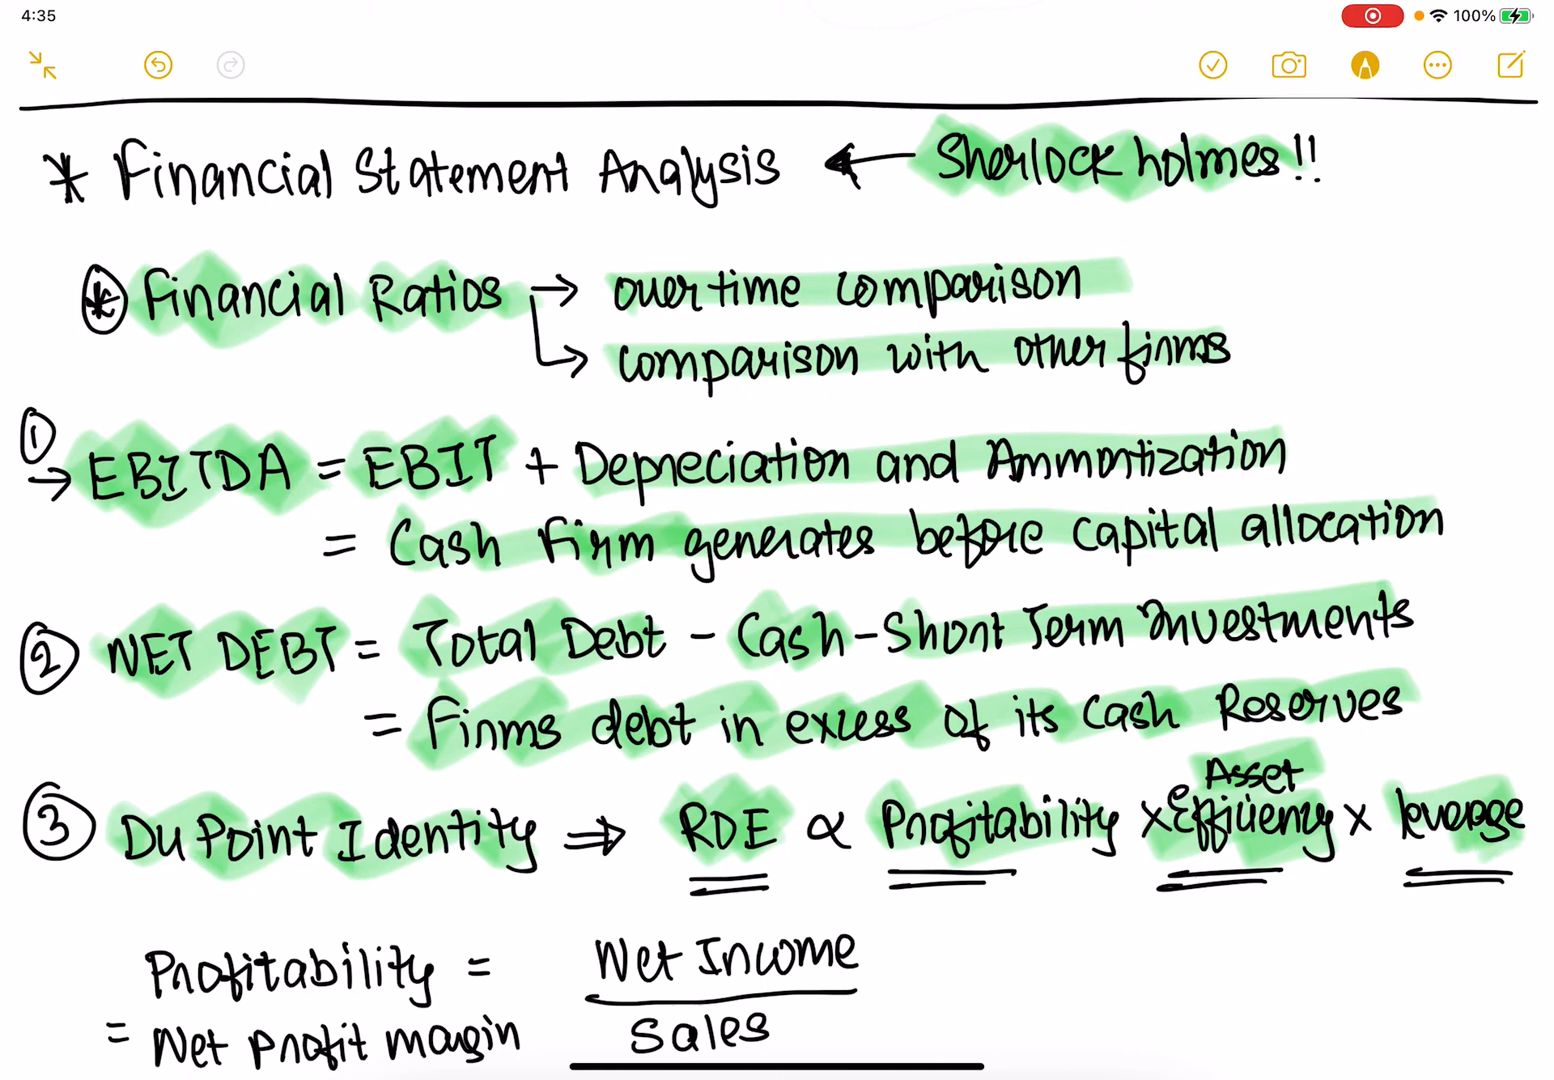 4:35
100%
* Financial Statement Analysis ← Sherlock holmes!!
* Financial Ratios → over time comparison
→ comparison with other firms
① → EBITDA = EBIT + Depreciation and Ammortization
= Cash firm generates before capital allocation
② NET DEBT = Total Debt - Cash - Short Term Investments
= Firms debt in excess of its cash Reserves
Asset
③ Du Point Identity ⇒ ROE ∝ Profitability × Efficiency × leverage
Profitability = Net Income
= Net profit margin Sales